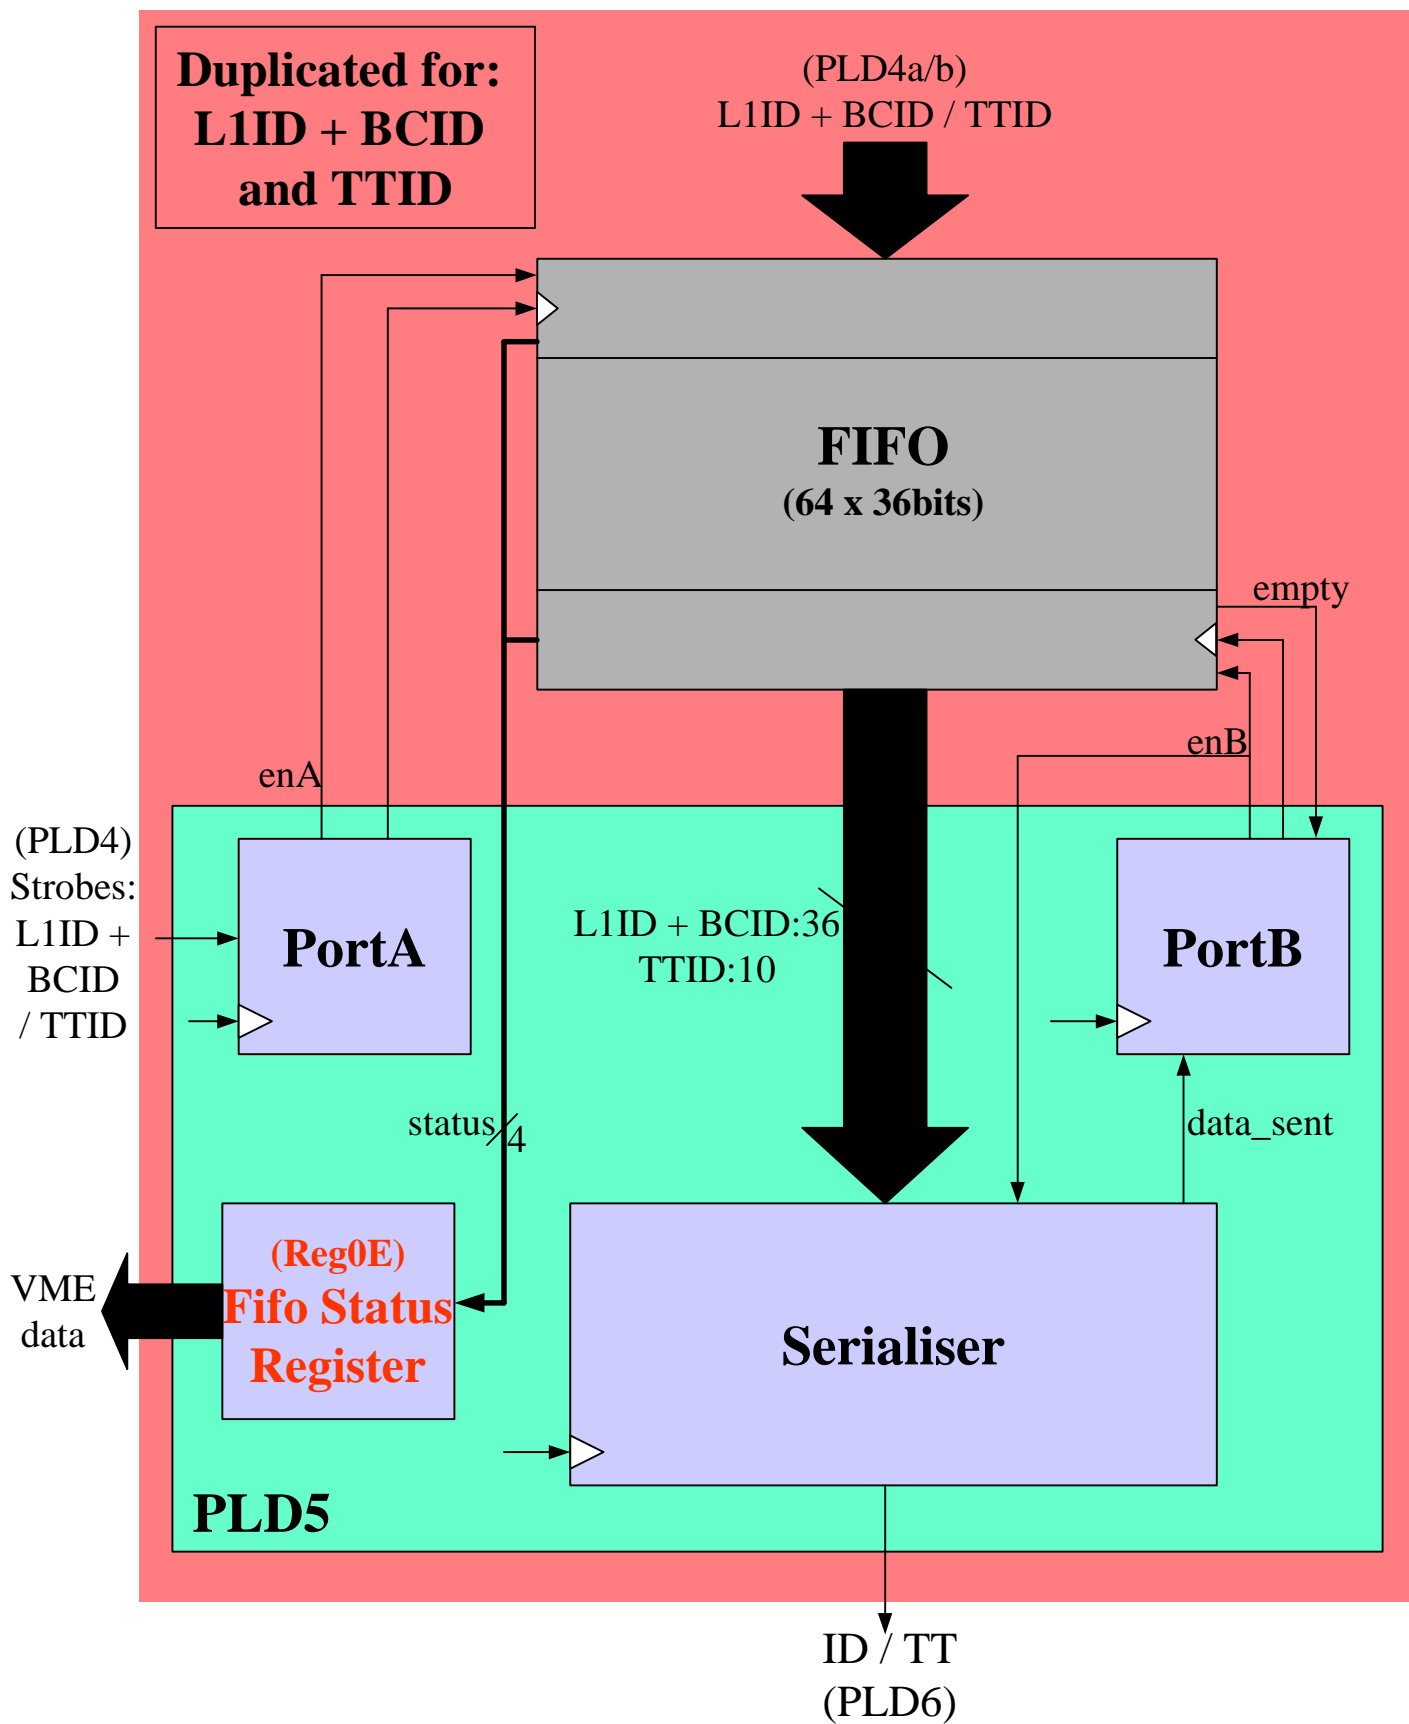 Duplicated for:
L1ID + BCID
and TTID
(PLD4a/b)
L1ID + BCID / TTID
FIFO
(64 x 36bits)
empty
enB
enA
(PLD4)
Strobes:
L1ID +
BCID
/ TTID
PortA
L1ID + BCID:36
TTID:10
PortB
status
4
data_sent
VME
data
(Reg0E)
Fifo Status
Register
Serialiser
PLD5
ID / TT
(PLD6)